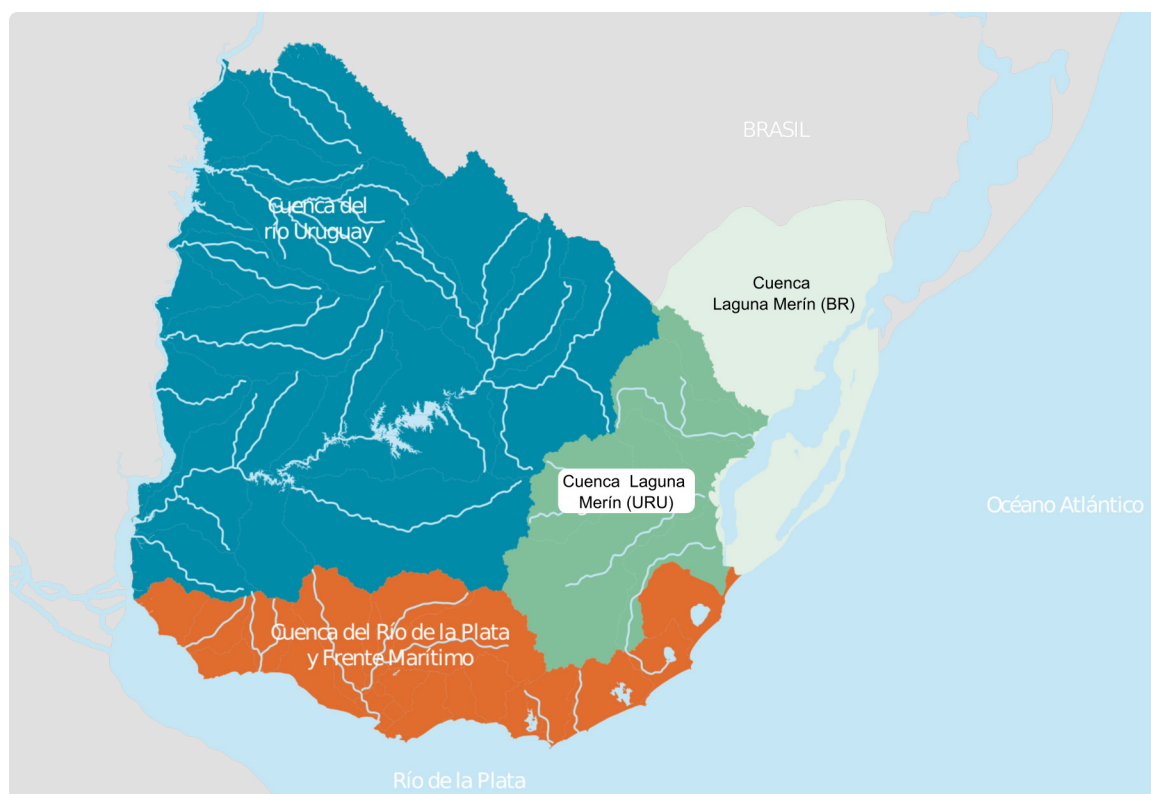 BRASIL
Cuenca del
río Uruguay
Cuenca
Laguna Merín (BR)
Cuenca Laguna
Merín (URU)
Océano Atlántico
Cuenca del Río de la Plata
y Frente Marítimo
Río de la Plata